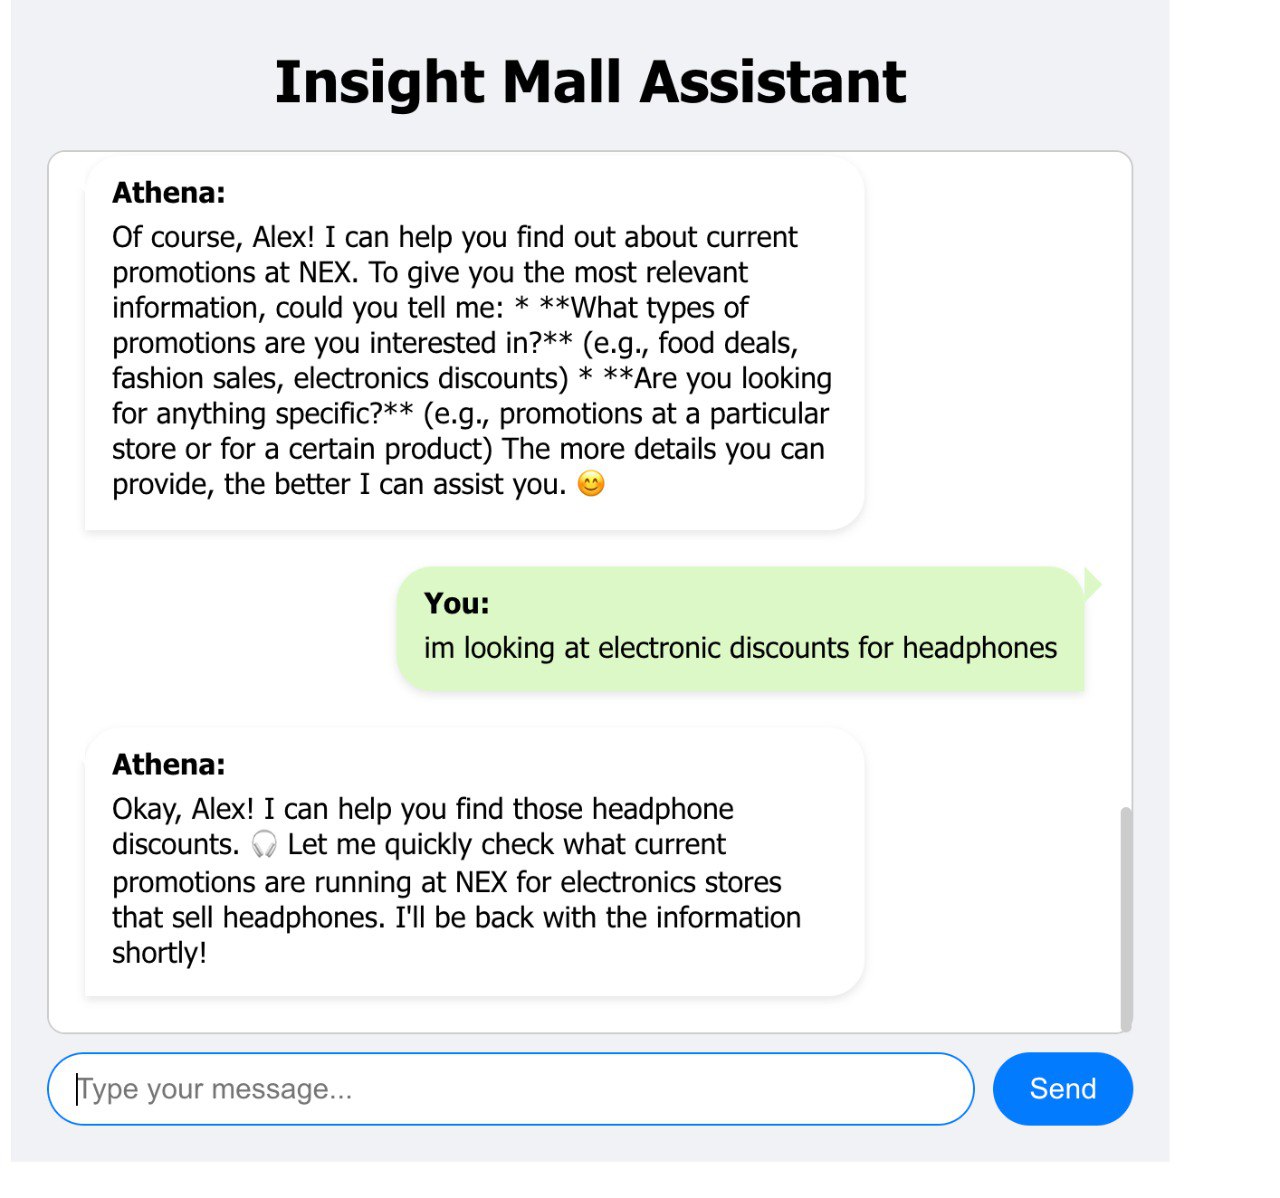 Insight Mall Assistant
Athena:
Of course, Alex! I can help you find out about current
promotions at NEX. To give you the most relevant
information, could you tell me: * **What types of
promotions are you interested in?** (e.g., food deals,
fashion sales, electronics discounts) * **Are you looking
for anything specific?** (e.g., promotions at a particular
store or for a certain product) The more details you can
provide, the better I can assist you. 😊
You:
im looking at electronic discounts for headphones
Athena:
Okay, Alex! I can help you find those headphone
discounts. 🎧 Let me quickly check what current
promotions are running at NEX for electronics stores
that sell headphones. I'll be back with the information
shortly!
Type your message...
Send